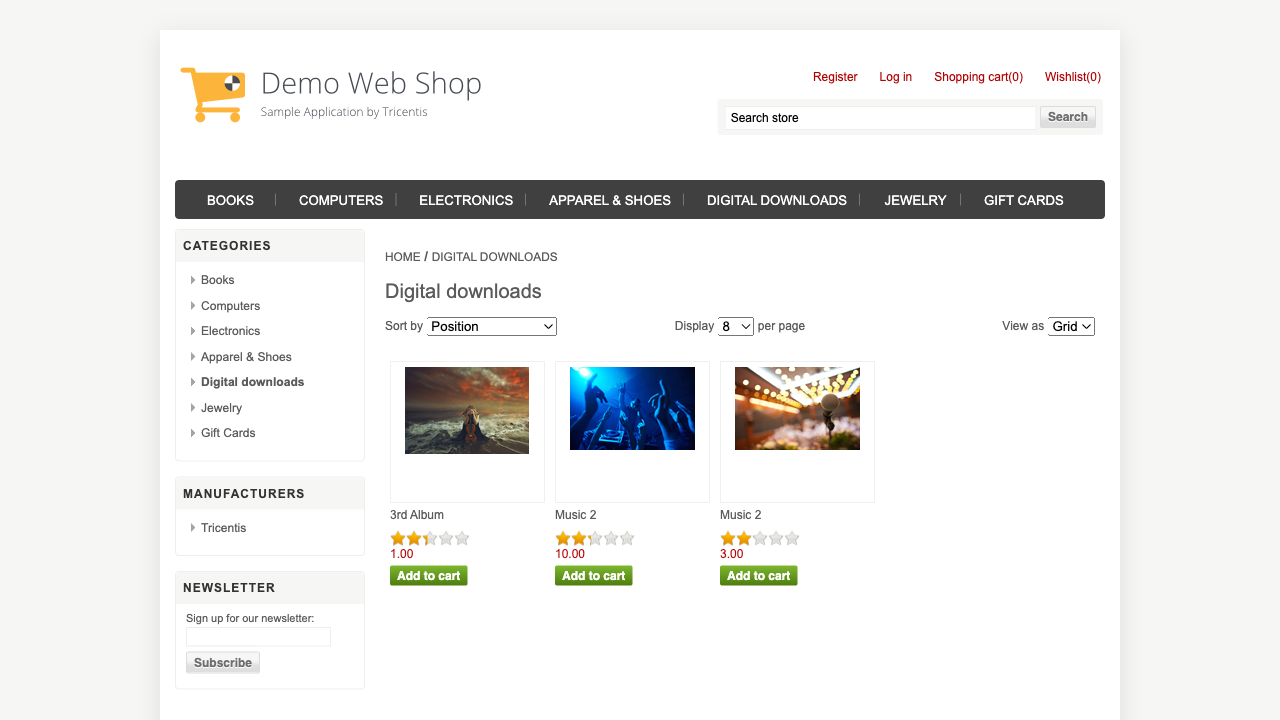 Demo Web Shop
Sample Application by Tricentis
Register Log in Shopping cart(0) Wishlist(0)
Search store Search
BOOKS COMPUTERS ELECTRONICS APPAREL & SHOES DIGITAL DOWNLOADS JEWELRY GIFT CARDS
CATEGORIES
Books
Computers
Electronics
Apparel & Shoes
Digital downloads
Jewelry
Gift Cards
MANUFACTURERS
Tricentis
NEWSLETTER
Sign up for our newsletter:
Subscribe
HOME / DIGITAL DOWNLOADS
Digital downloads
Sort by Position Display 8 per page View as Grid
3rd Album Music 2 Music 2
1.00 10.00 3.00
Add to cart Add to cart Add to cart